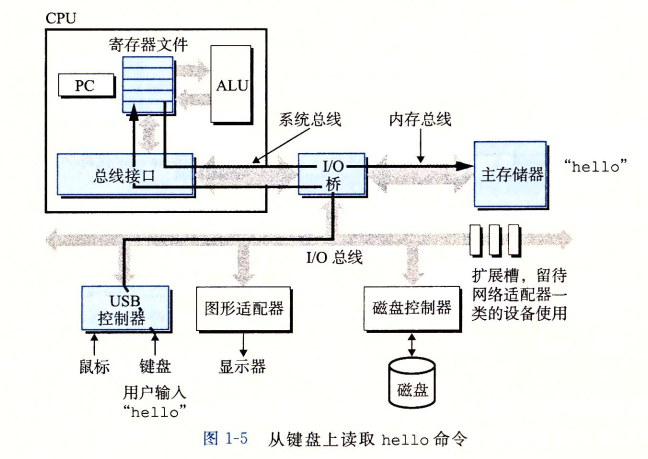 CPU
寄存器文件
PC
ALU
系统总线
内存总线
总线接口
I/O
桥
主存储器
“hello”
I/O 总线
扩展槽，留待
网络适配器一
类的设备使用
USB
控制器
图形适配器
磁盘控制器
鼠标
键盘
显示器
用户输入
“hello”
磁盘
图 1-5 从键盘上读取 hello 命令